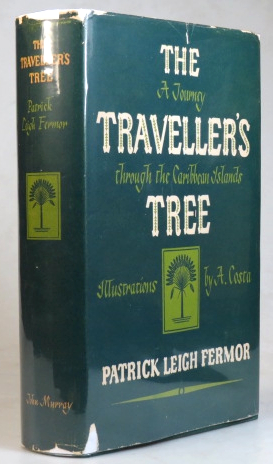 THE
TRAVELLER'S
TREE
Patrick
Leigh Fermor
John Murray
THE
A Journey
TRAVELLER'S
through the Caribbean Islands
TREE
Illustrations by A. Costa
PATRICK LEIGH FERMOR